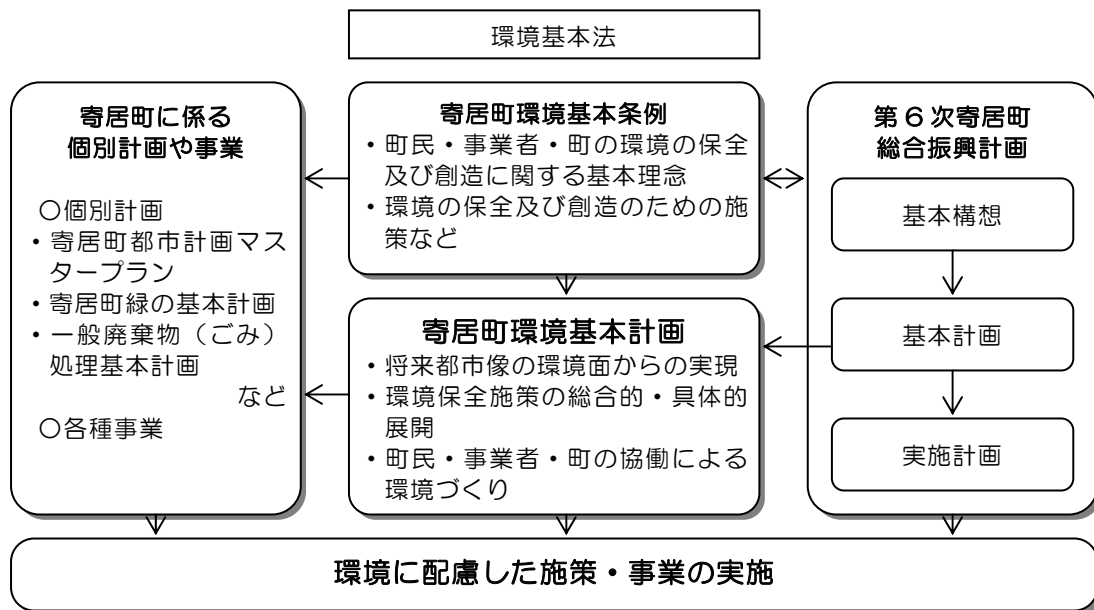 環境基本法
寄居町に係る
個別計画や事業
〇個別計画
・寄居町都市計画マス
タープラン
・寄居町緑の基本計画
・一般廃棄物（ごみ）
処理基本計画
など
〇各種事業
寄居町環境基本条例
・町民・事業者・町の環境の保全
及び創造に関する基本理念
・環境の保全及び創造のための施
策など
寄居町環境基本計画
・将来都市像の環境面からの実現
・環境保全施策の総合的・具体的
展開
・町民・事業者・町の協働による
環境づくり
第６次寄居町
総合振興計画
基本構想
基本計画
実施計画
環境に配慮した施策・事業の実施